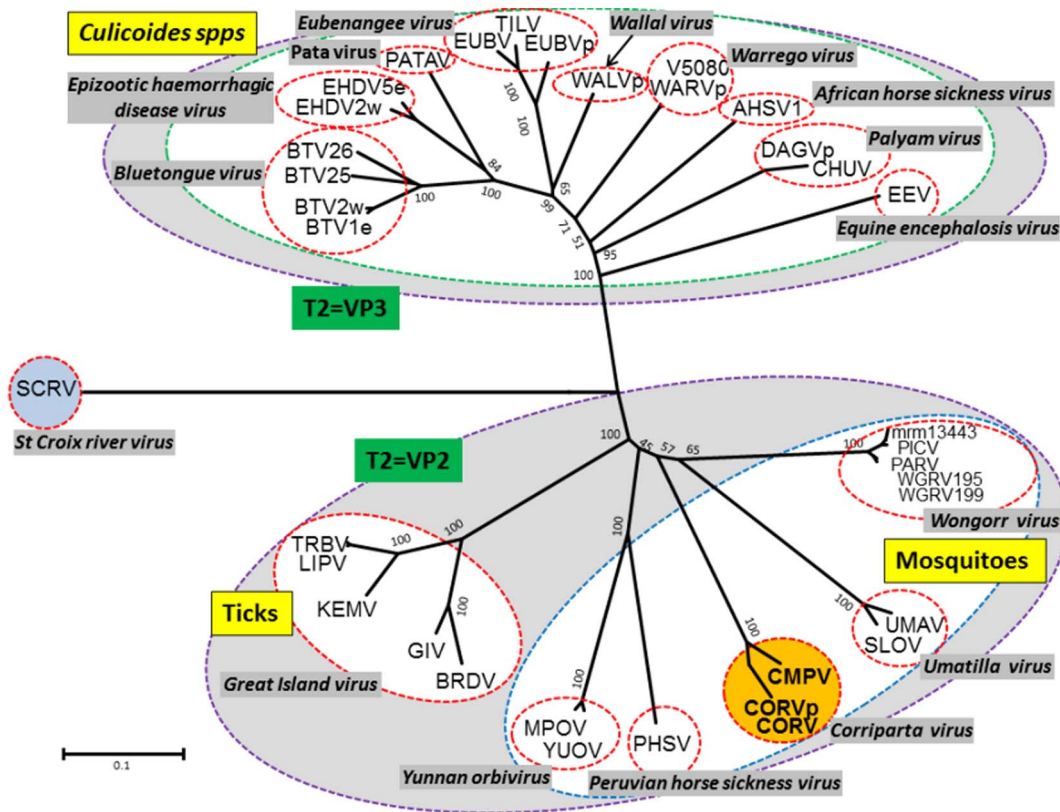 Culicoides spps
Eubenangee virus
Pata virus
Wallal virus
Warrego virus
Epizootic haemorrhagic
disease virus
African horse sickness virus
Palyam virus
Bluetongue virus
Equine encephalosis virus
TILV
EUBV
EUBVp
PATAV
WALVp
V5080
WARVp
AHSV1
EHDV5e
EHDV2w
DAGVp
CHUV
BTV26
BTV25
BTV2w
BTV1e
EEV
100
100
84
100
100
65
99
71
51
95
100
T2=VP3
SCRV
St Croix river virus
T2=VP2
100
45
57
65
100
mrm13443
PICV
PARV
WGRV195
WGRV199
Wongorr virus
Mosquitoes
100
TRBV
LIPV
KEMV
100
GIV
BRDV
Ticks
Great Island virus
100
100
MPOV
YUOV
Yunnan orbivirus
PHSV
Peruvian horse sickness virus
100
CMPV
CORVp
CORV
Corriparta virus
100
UMAV
SLOV
Umatilla virus
0.1